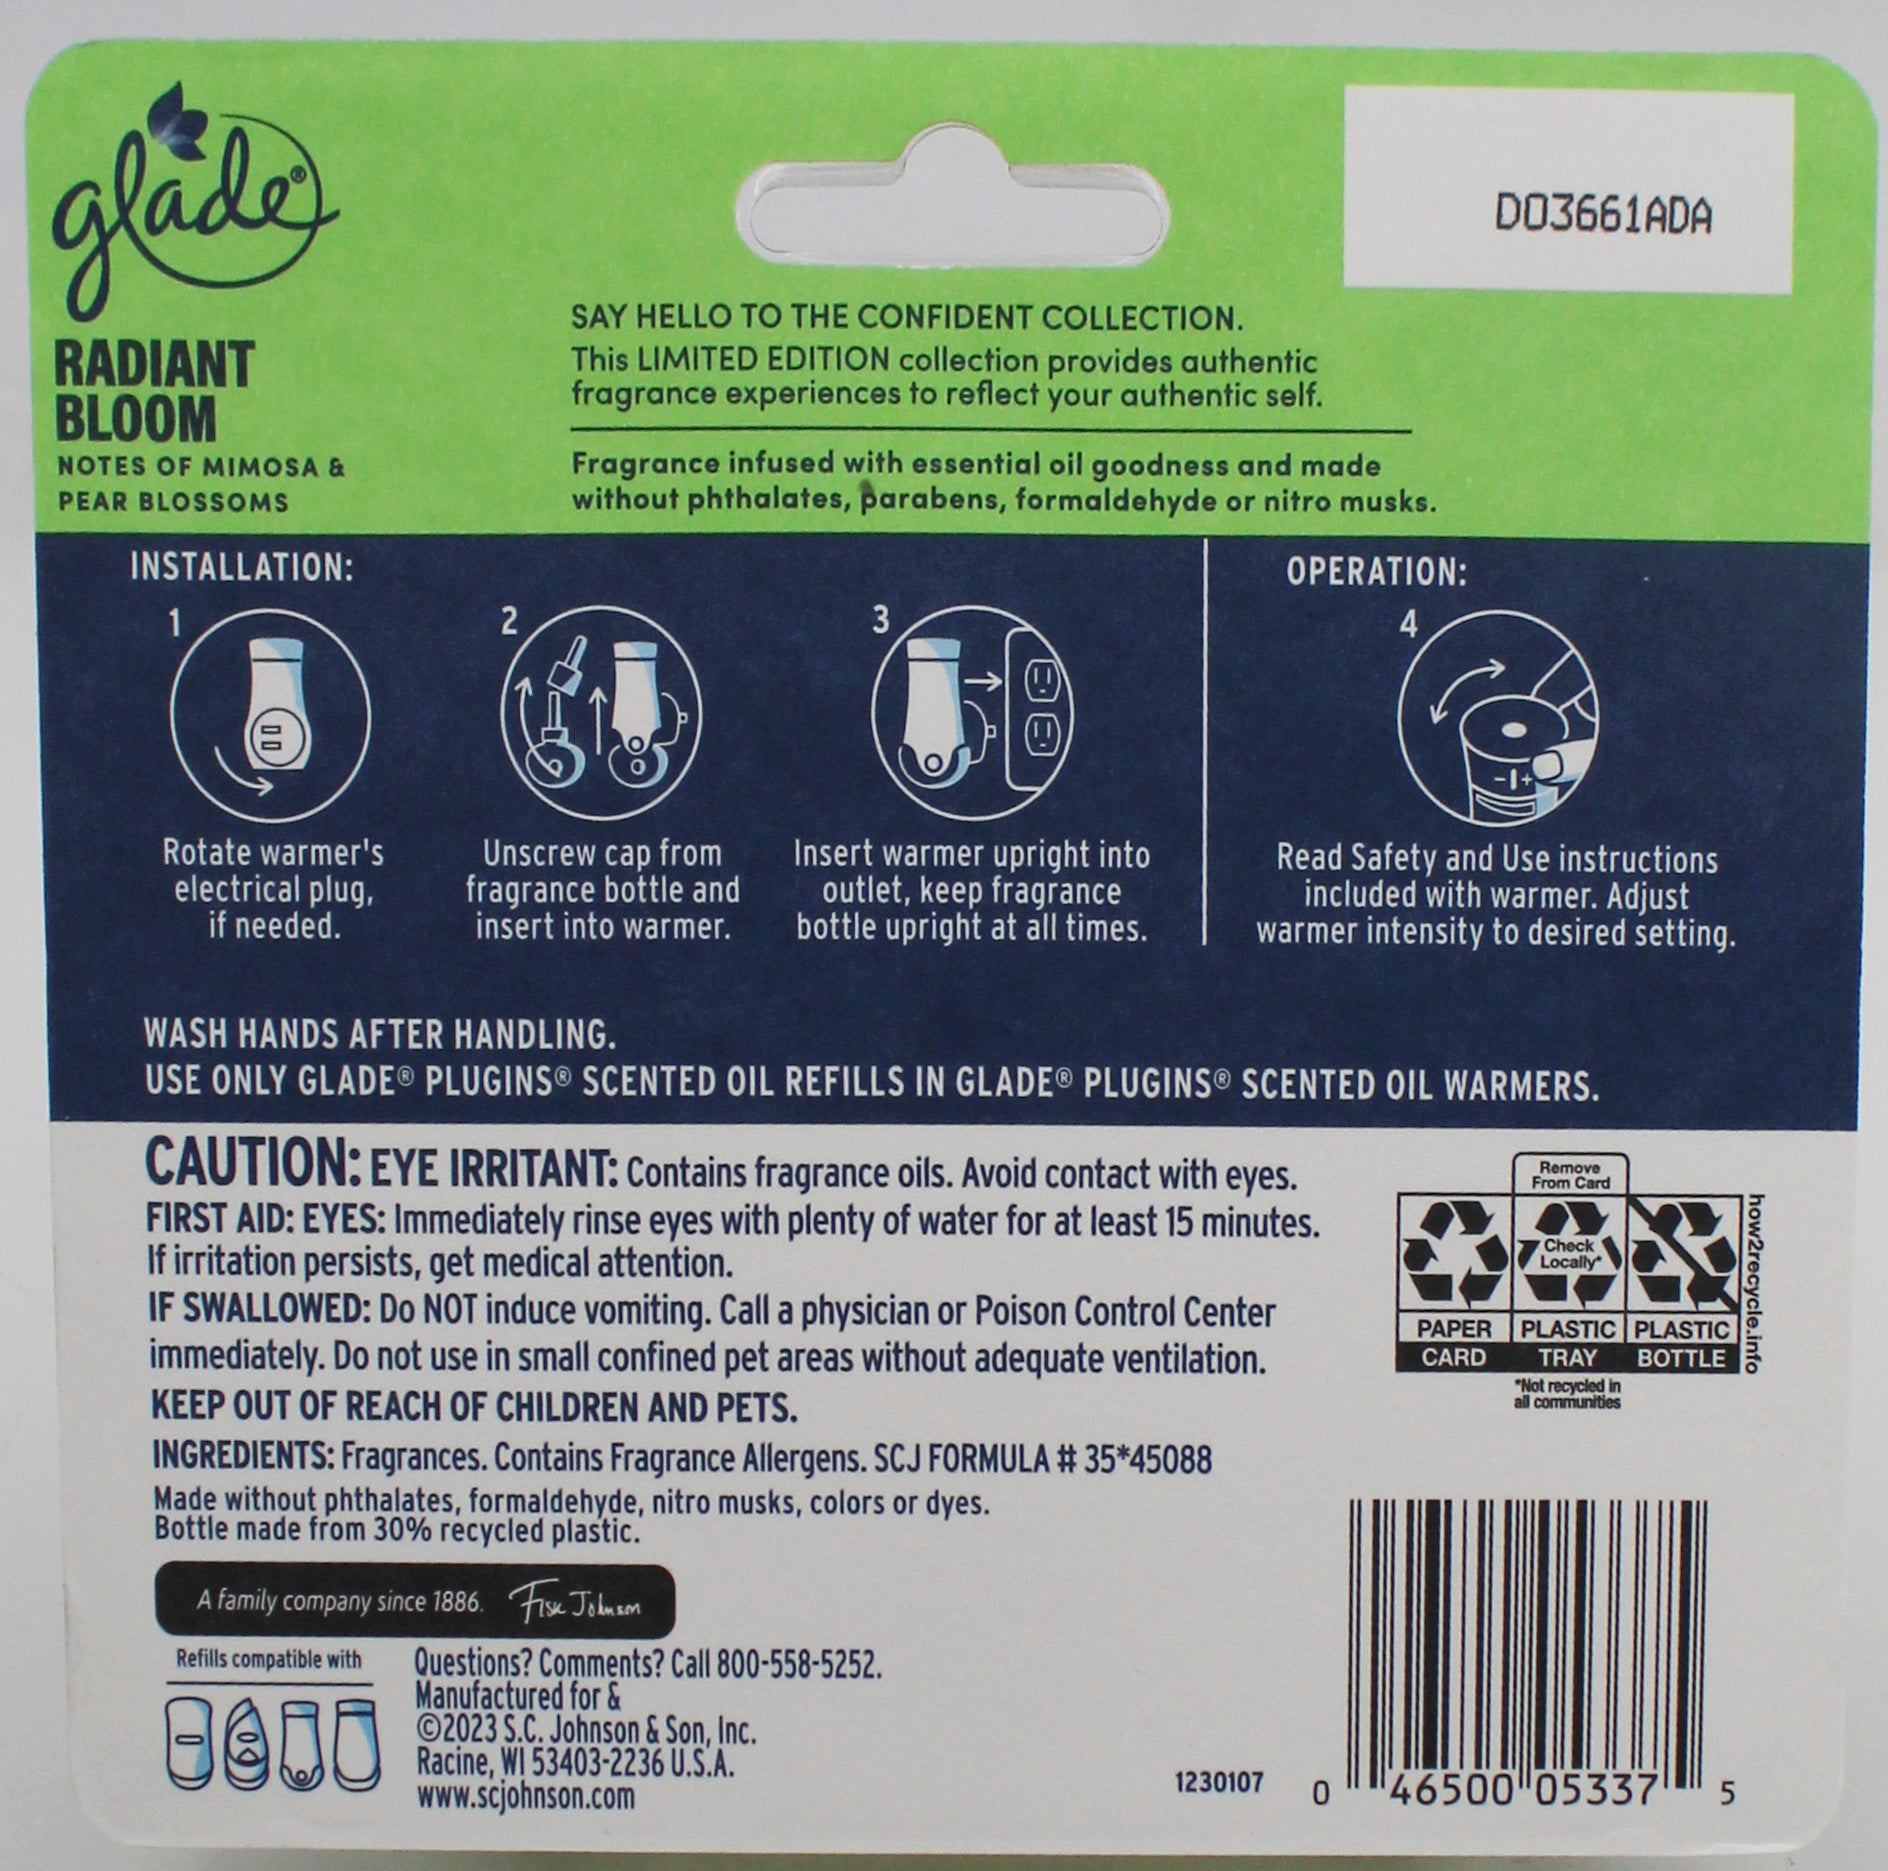 glade®
D03661ADA
RADIANT
BLOOM
NOTES OF MIMOSA &
PEAR BLOSSOMS
SAY HELLO TO THE CONFIDENT COLLECTION.
This LIMITED EDITION collection provides authentic
fragrance experiences to reflect your authentic self.
Fragrance infused with essential oil goodness and made
without phthalates, parabens, formaldehyde or nitro musks.
INSTALLATION:
1
Rotate warmer's
electrical plug,
if needed.
2
Unscrew cap from
fragrance bottle and
insert into warmer.
3
Insert warmer upright into
outlet, keep fragrance
bottle upright at all times.
OPERATION:
4
-I+
Read Safety and Use instructions
included with warmer. Adjust
warmer intensity to desired setting.
WASH HANDS AFTER HANDLING.
USE ONLY GLADE® PLUGINS® SCENTED OIL REFILLS IN GLADE® PLUGINS® SCENTED OIL WARMERS.
CAUTION: EYE IRRITANT: Contains fragrance oils. Avoid contact with eyes.
FIRST AID: EYES: Immediately rinse eyes with plenty of water for at least 15 minutes.
If irritation persists, get medical attention.
IF SWALLOWED: Do NOT induce vomiting. Call a physician or Poison Control Center
immediately. Do not use in small confined pet areas without adequate ventilation.
KEEP OUT OF REACH OF CHILDREN AND PETS.
INGREDIENTS: Fragrances. Contains Fragrance Allergens. SCJ FORMULA # 35*45088
Made without phthalates, formaldehyde, nitro musks, colors or dyes.
Bottle made from 30% recycled plastic.
Remove
From Card
Check
Locally*
PAPER PLASTIC PLASTIC
CARD TRAY BOTTLE
*Not recycled in
all communities
how2recycle.info
A family company since 1886. Fisk Johnson
Refills compatible with
Questions? Comments? Call 800-558-5252.
Manufactured for &
©2023 S.C. Johnson & Son, Inc.
Racine, WI 53403-2236 U.S.A.
www.scjohnson.com
1230107
0 46500 05337 5